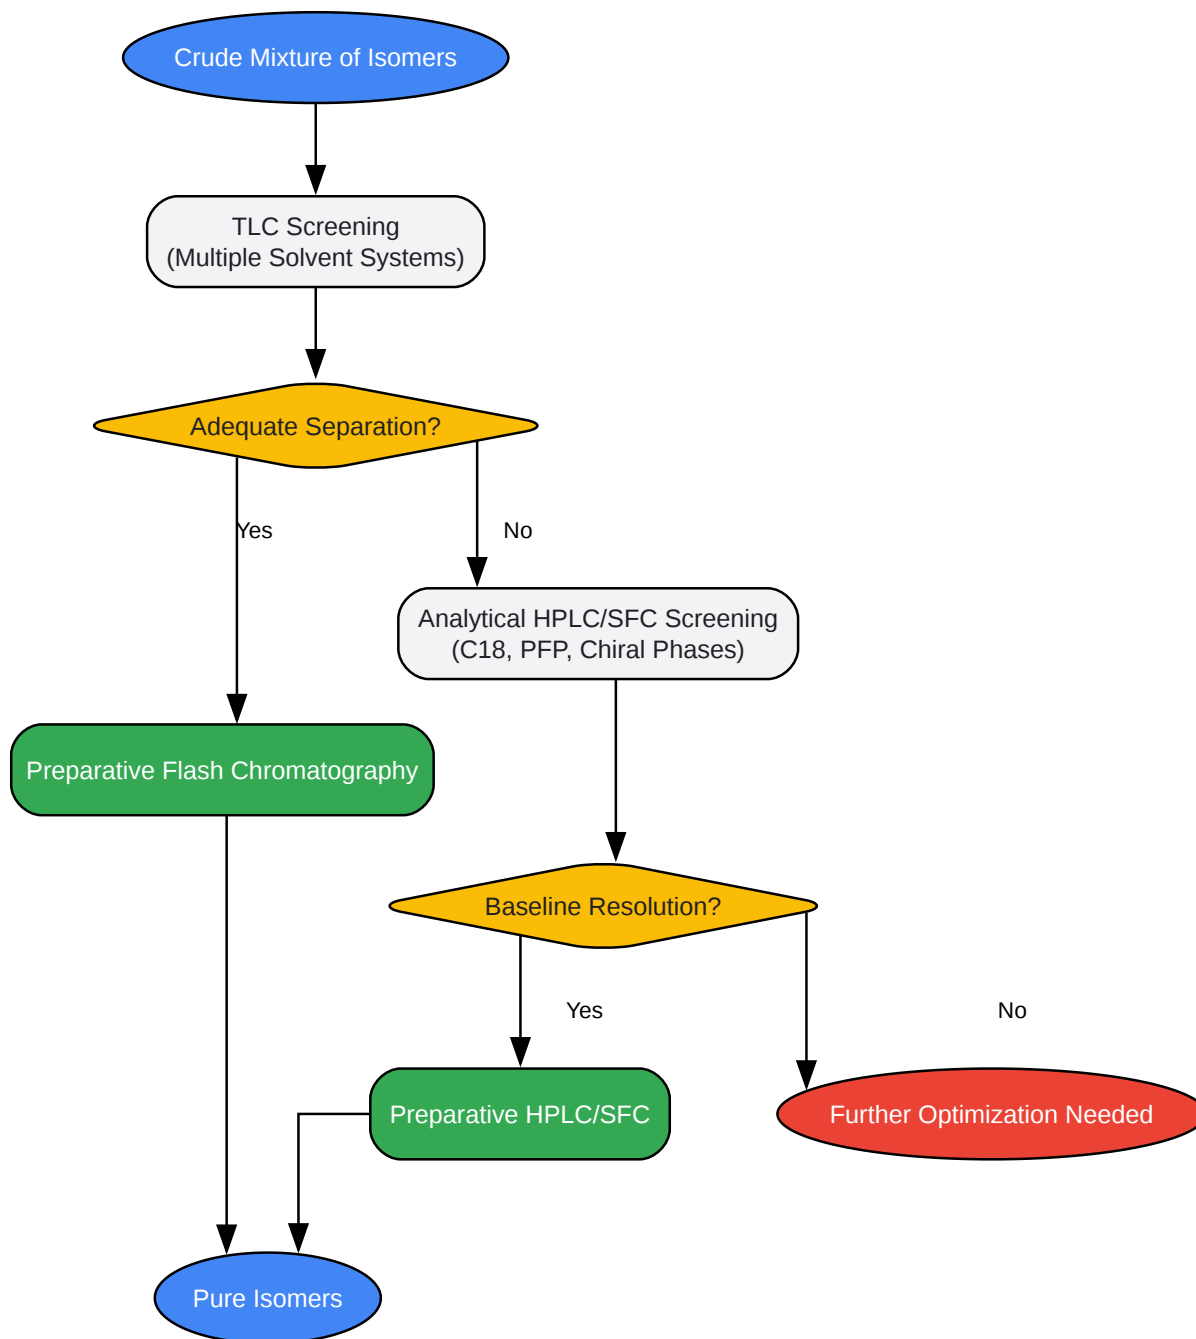 Crude Mixture of Isomers
TLC Screening
(Multiple Solvent Systems)
Adequate Separation?
Yes
No
Analytical HPLC/SFC Screening
(C18, PFP, Chiral Phases)
Preparative Flash Chromatography
Baseline Resolution?
Yes
No
Preparative HPLC/SFC
Further Optimization Needed
Pure Isomers